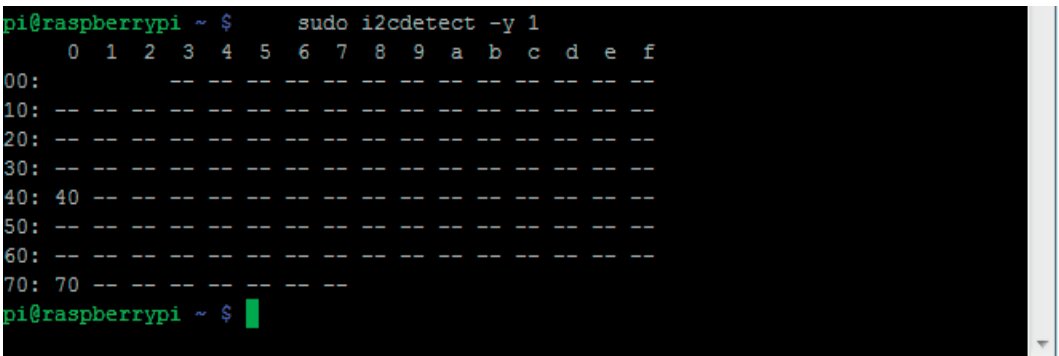 pi@raspberrypi ~ $     sudo i2cdetect -y 1
     0  1  2  3  4  5  6  7  8  9  a  b  c  d  e  f
00:          -- -- -- -- -- -- -- -- -- -- -- -- --
10: -- -- -- -- -- -- -- -- -- -- -- -- -- -- -- --
20: -- -- -- -- -- -- -- -- -- -- -- -- -- -- -- --
30: -- -- -- -- -- -- -- -- -- -- -- -- -- -- -- --
40: 40 -- -- -- -- -- -- -- -- -- -- -- -- -- -- --
50: -- -- -- -- -- -- -- -- -- -- -- -- -- -- -- --
60: -- -- -- -- -- -- -- -- -- -- -- -- -- -- -- --
70: 70 -- -- -- -- -- -- --
pi@raspberrypi ~ $